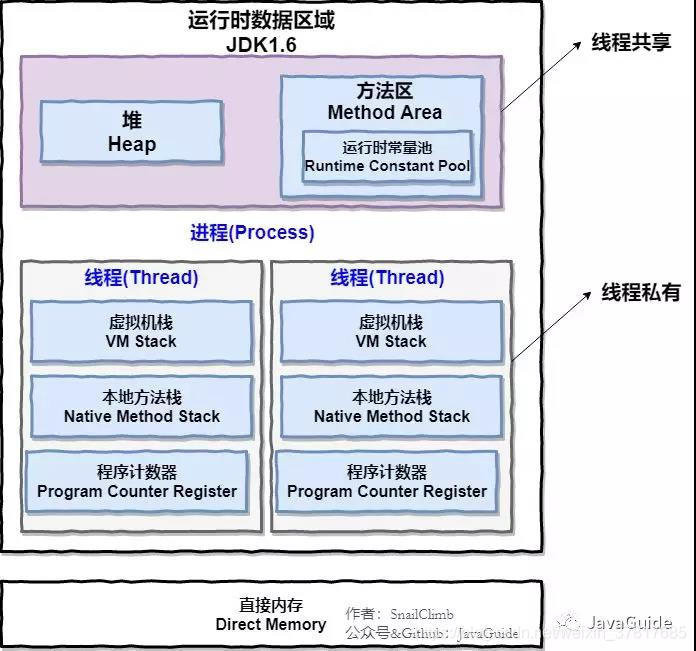 运行时数据区域
JDK1.6
线程共享
堆
Heap
方法区
Method Area
运行时常量池
Runtime Constant Pool
进程(Process)
线程(Thread)
虚拟机栈
VM Stack
本地方法栈
Native Method Stack
程序计数器
Program Counter Register
线程(Thread)
虚拟机栈
VM Stack
本地方法栈
Native Method Stack
程序计数器
Program Counter Register
线程私有
直接内存
Direct Memory
作者：SnailClimb
公众号&Github：JavaGuide
JavaGuide
weixin_37817685